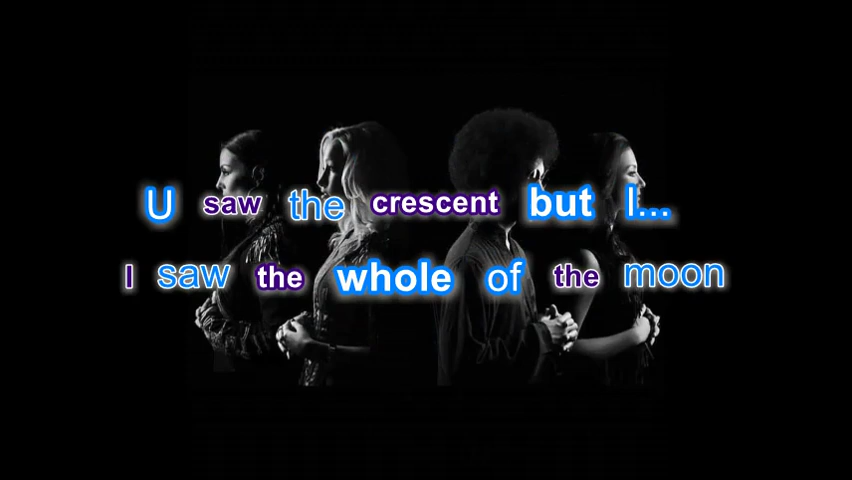 U saw the crescent but I...
I saw the whole of the moon